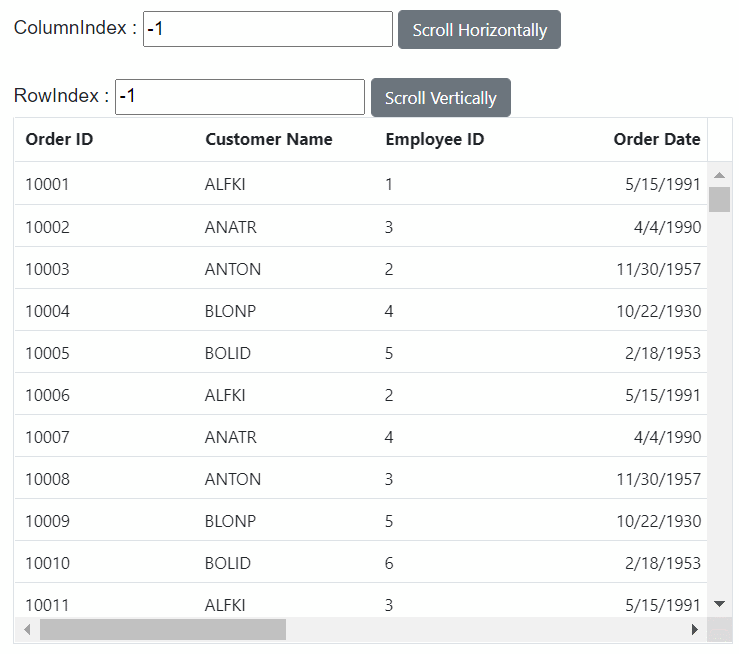 ColumnIndex : -1 Scroll Horizontally
RowIndex : -1 Scroll Vertically
Order ID Customer Name Employee ID Order Date
10001 ALFKI 1 5/15/1991
10002 ANATR 3 4/4/1990
10003 ANTON 2 11/30/1957
10004 BLONP 4 10/22/1930
10005 BOLID 5 2/18/1953
10006 ALFKI 2 5/15/1991
10007 ANATR 4 4/4/1990
10008 ANTON 3 11/30/1957
10009 BLONP 5 10/22/1930
10010 BOLID 6 2/18/1953
10011 ALFKI 3 5/15/1991